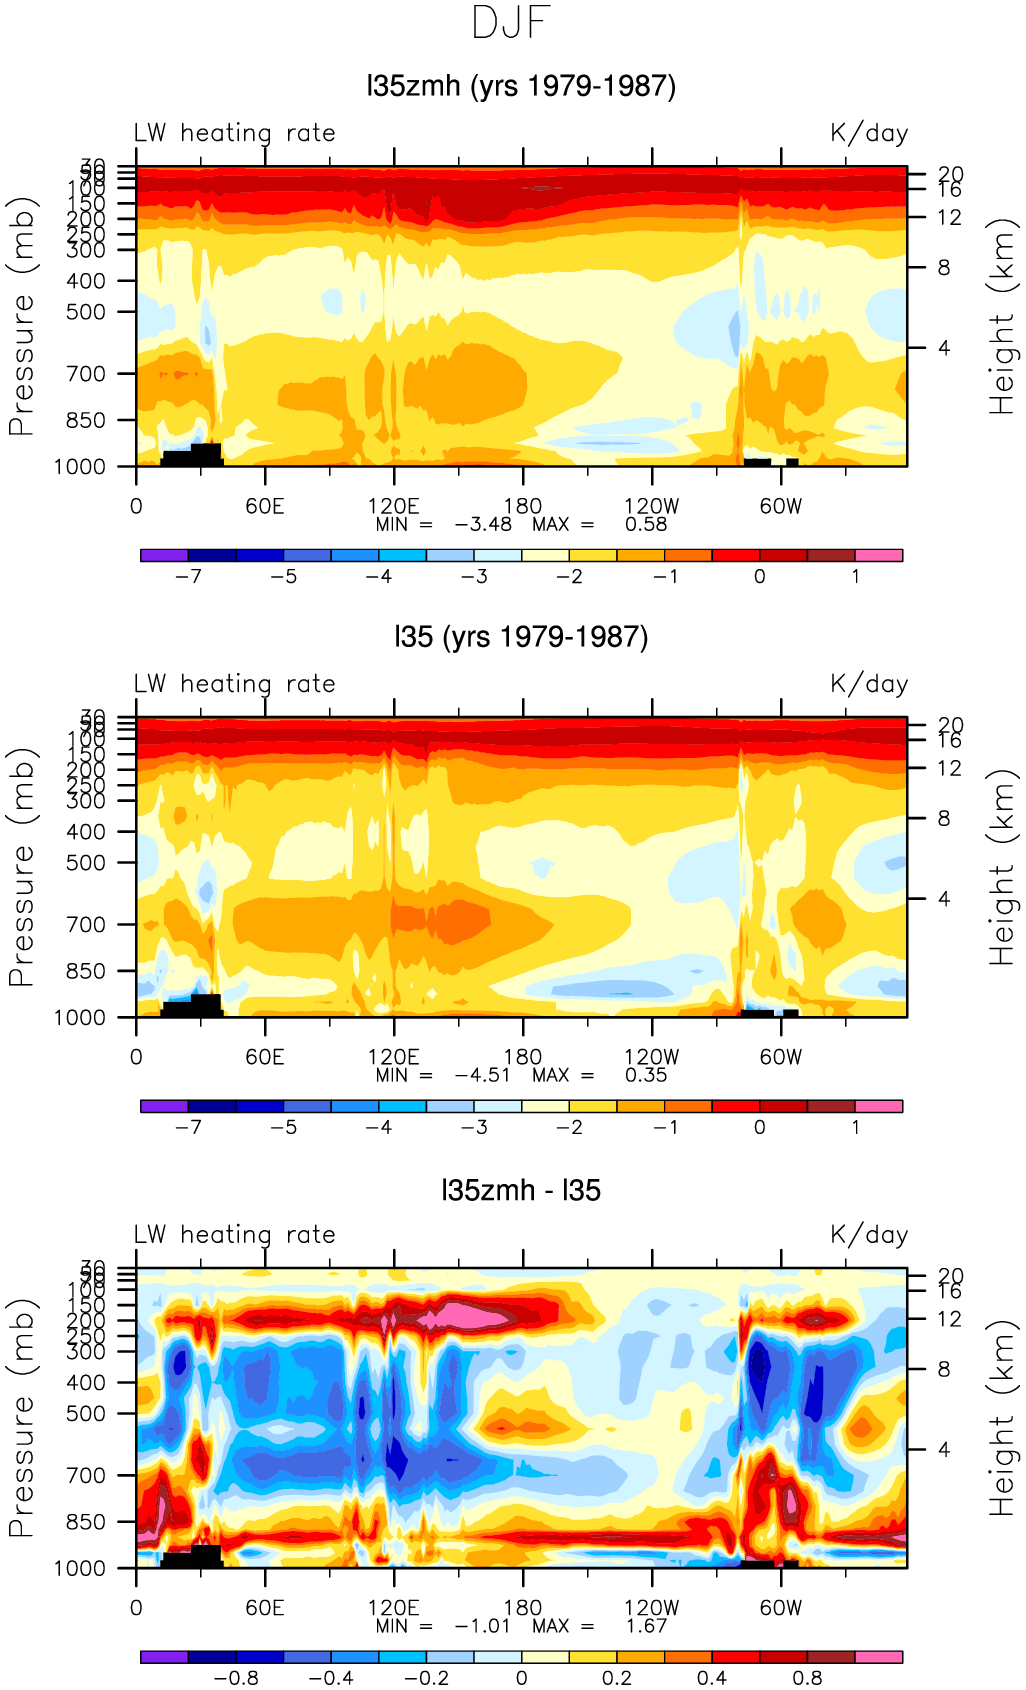 DJF
l35zmh (yrs 1979-1987)
LW heating rate K/day
Pressure (mb)
30
100
150
200
250
300
400
500
700
850
1000
20
16
12
8
4
Height (km)
0 60E 120E 180 120W 60W
MIN = -3.48 MAX = 0.58
-7 -5 -4 -3 -2 -1 0 1
l35 (yrs 1979-1987)
LW heating rate K/day
Pressure (mb)
30
100
150
200
250
300
400
500
700
850
1000
20
16
12
8
4
Height (km)
0 60E 120E 180 120W 60W
MIN = -4.51 MAX = 0.35
-7 -5 -4 -3 -2 -1 0 1
l35zmh - l35
LW heating rate K/day
Pressure (mb)
30
100
150
200
250
300
400
500
700
850
1000
20
16
12
8
4
Height (km)
0 60E 120E 180 120W 60W
MIN = -1.01 MAX = 1.67
-0.8 -0.4 -0.2 0 0.2 0.4 0.8